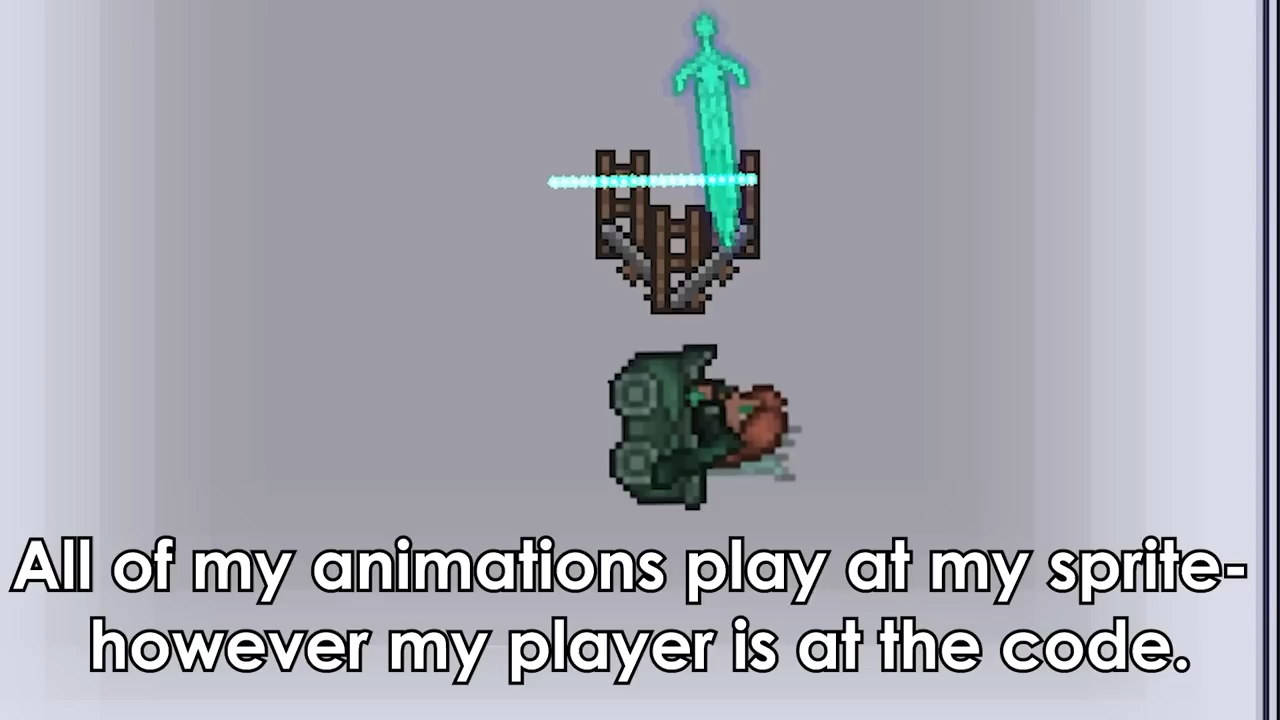 All of my animations play at my sprite-
however my player is at the code.